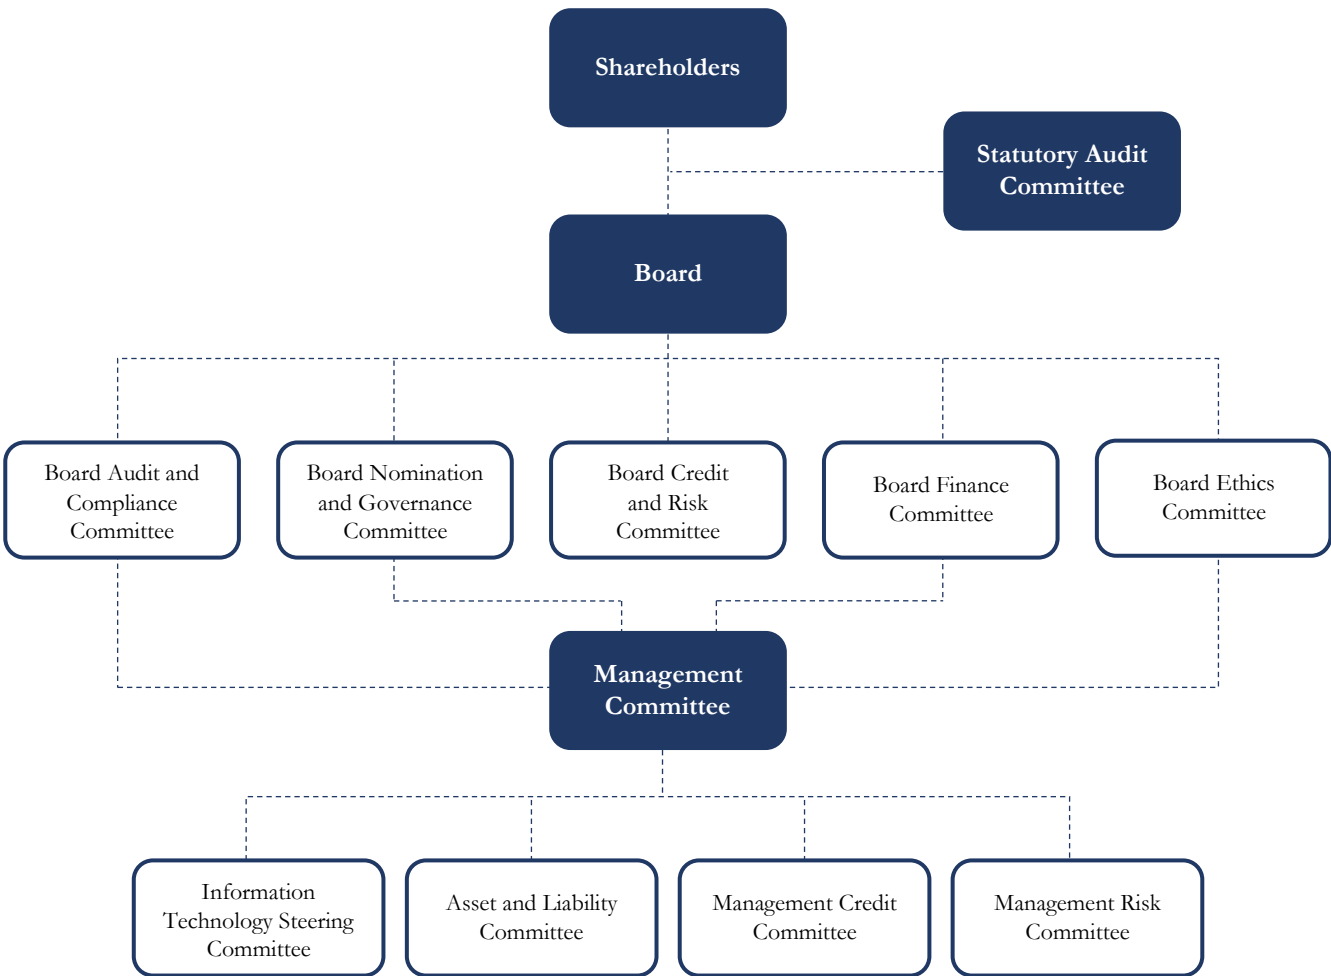 Shareholders
Statutory Audit
Committee
Board
Board Audit and
Compliance
Committee
Board Nomination
and Governance
Committee
Board Credit
and Risk
Committee
Board Finance
Committee
Board Ethics
Committee
Management
Committee
Information
Technology Steering
Committee
Asset and Liability
Committee
Management Credit
Committee
Management Risk
Committee